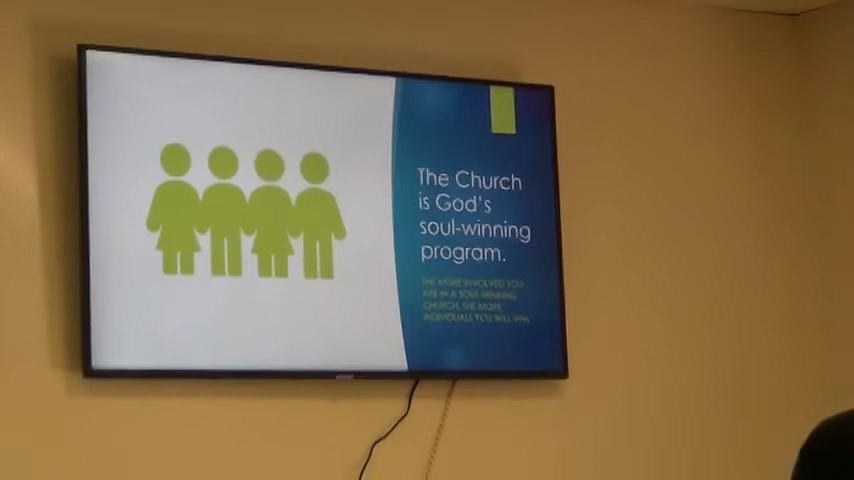 The Church
is God's
soul-winning
program.
THE MORE INVOLVED YOU
ARE IN A SOUL-WINNING
CHURCH, THE MORE
INDIVIDUALS YOU WILL WIN.